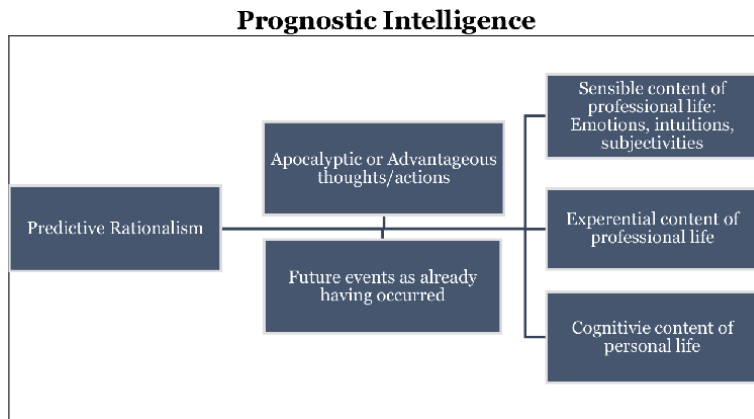 Prognostic Intelligence
Sensible content of
professional life:
Emotions, intuitions,
subjectivities
Apocalyptic or Advantageous
thoughts/actions
Predictive Rationalism
Experential content of
professional life
Future events as already
having occurred
Cognitivie content of
personal life